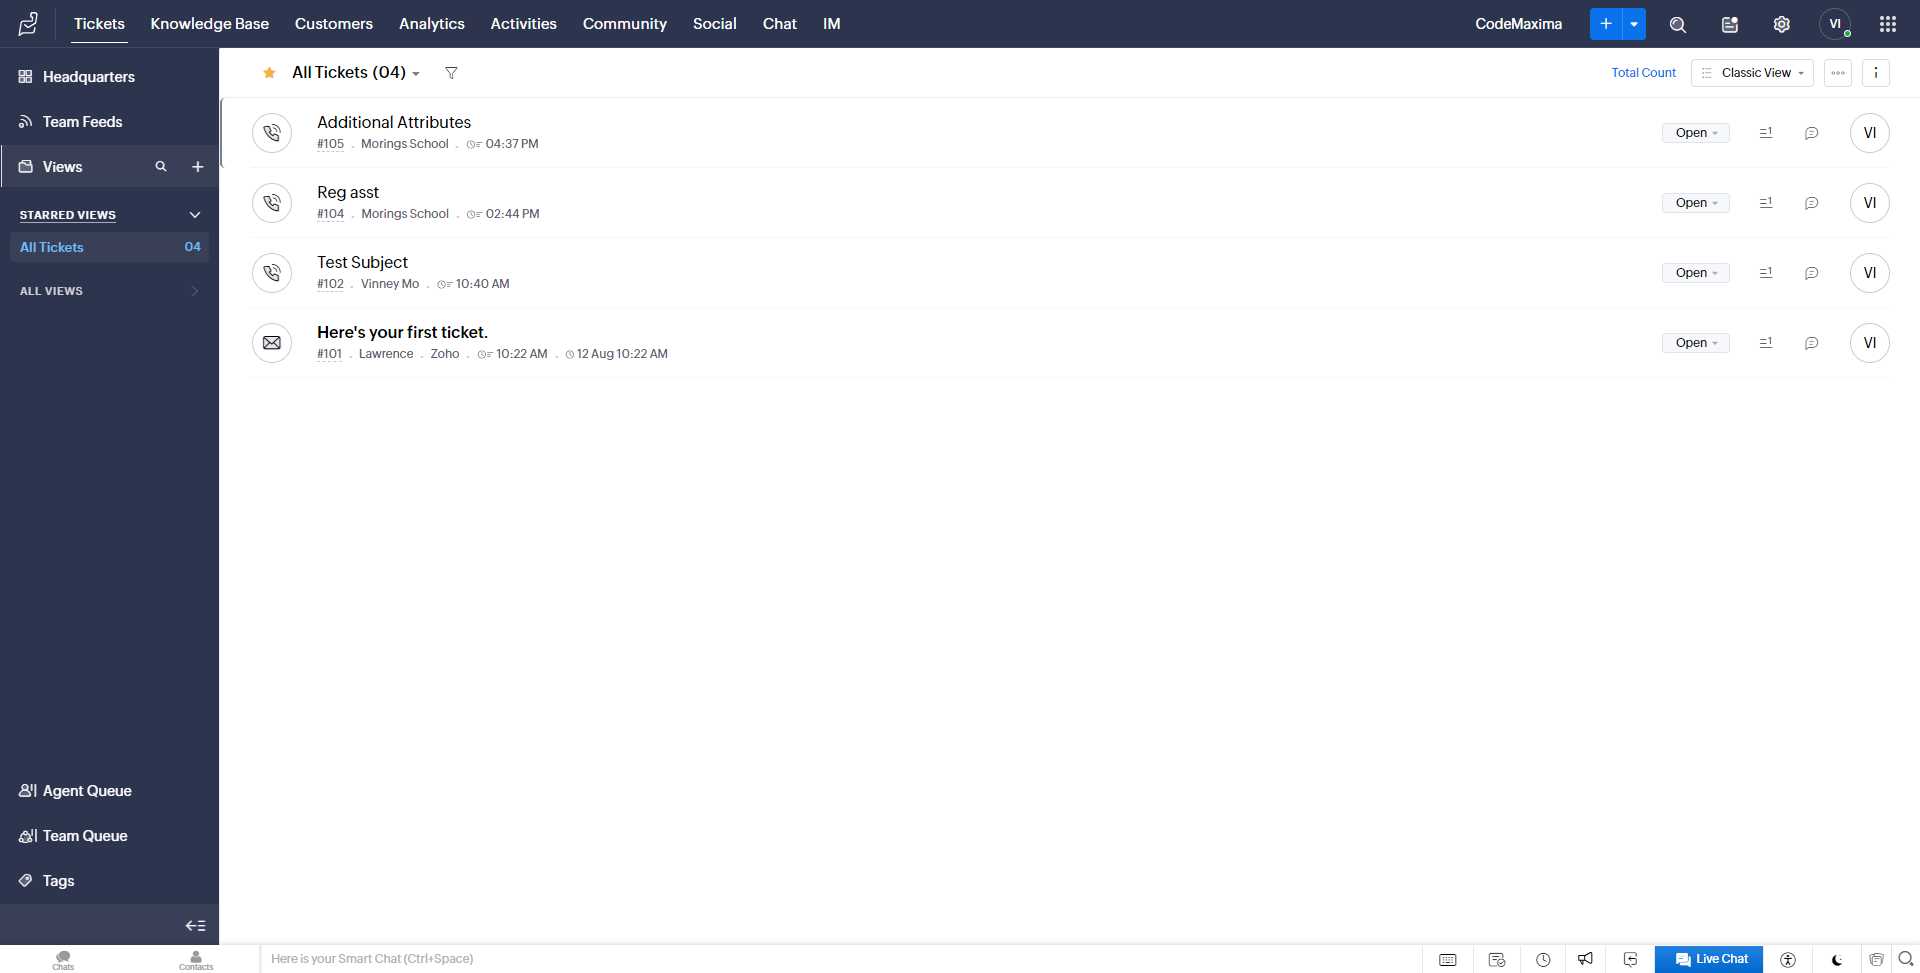 Tickets Knowledge Base Customers Analytics Activities Community Social Chat IM CodeMaxima VI
Headquarters
Team Feeds
Views
STARRED VIEWS
All Tickets 04
ALL VIEWS
Agent Queue
Team Queue
Tags
All Tickets (04) Total Count Classic View
Additional Attributes
#105 . Morings School . 04:37 PM Open 1 VI
Reg asst
#104 . Morings School . 02:44 PM Open 1 VI
Test Subject
#102 . Vinney Mo . 10:40 AM Open 1 VI
Here's your first ticket.
#101 . Lawrence . Zoho . 10:22 AM . 12 Aug 10:22 AM Open 1 VI
Chats Contacts Here is your Smart Chat (Ctrl+Space) Live Chat